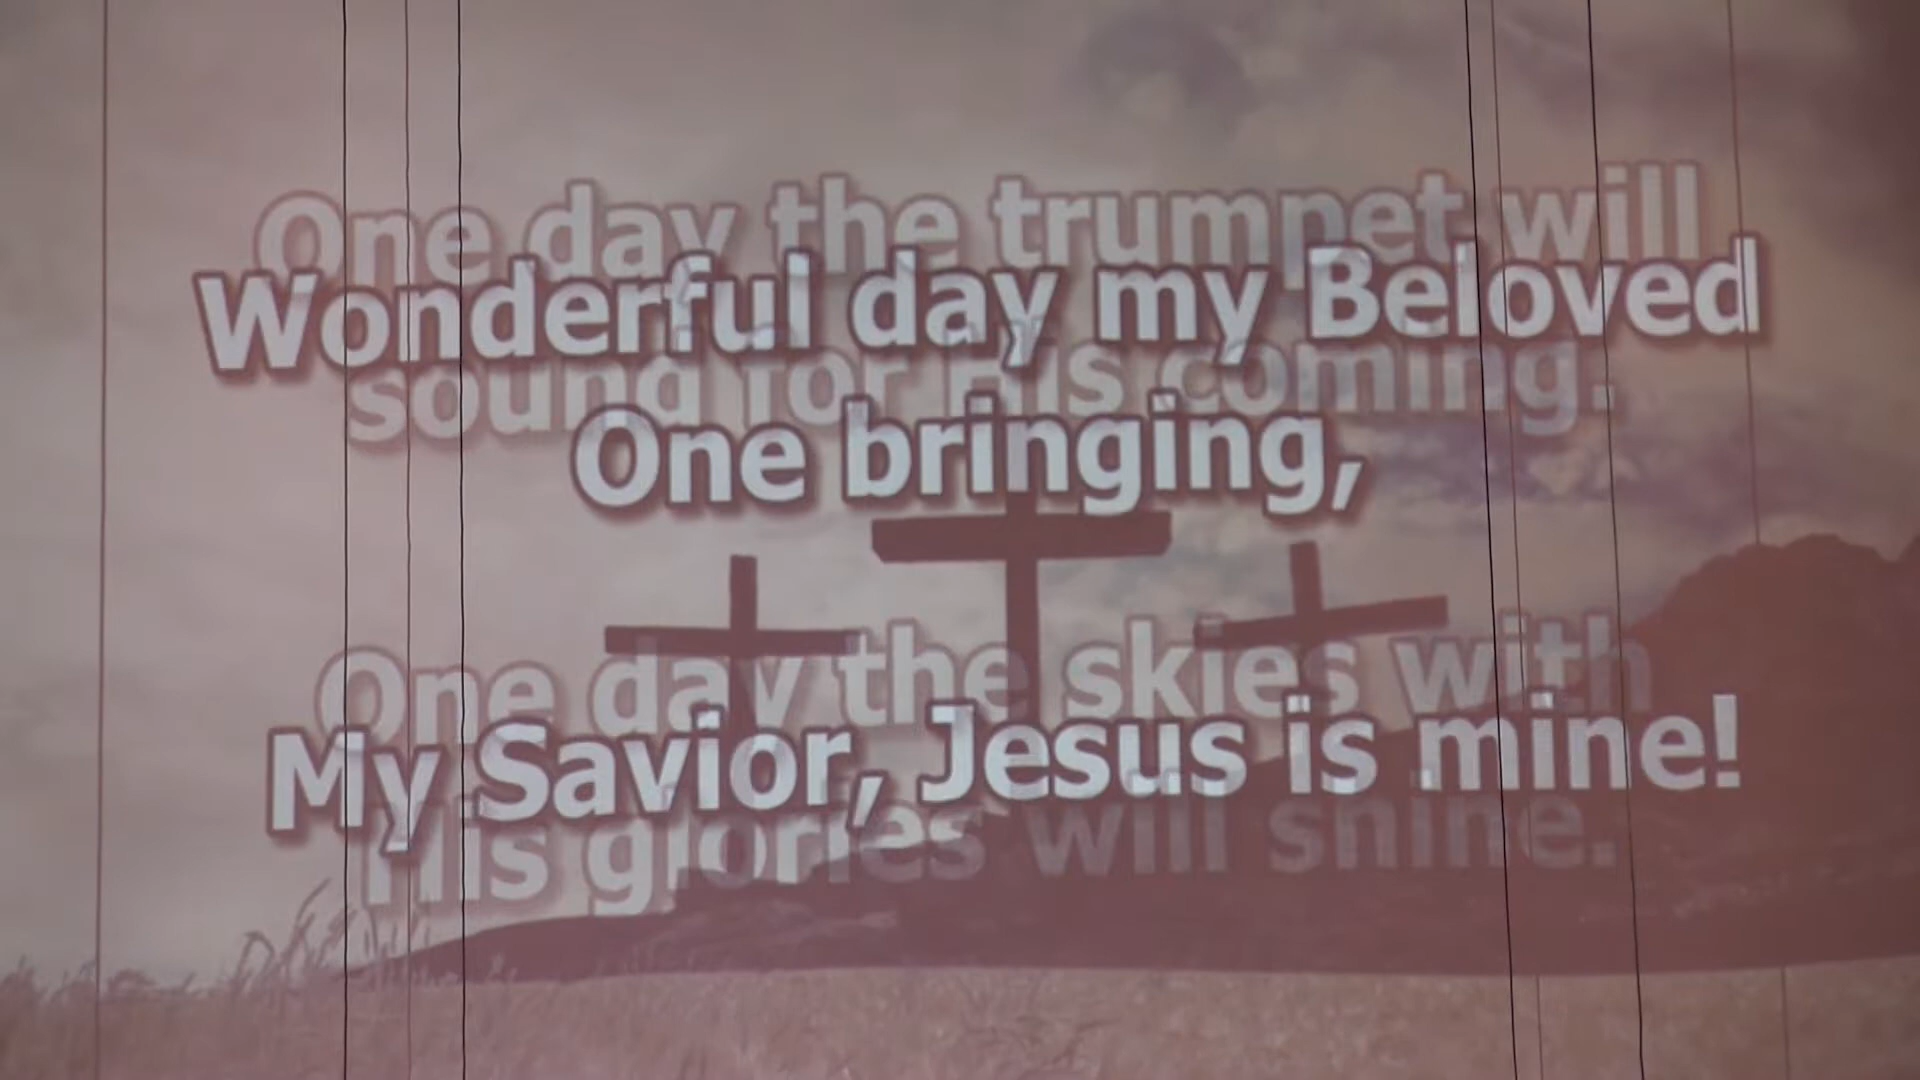 One day the trumpet will
Wonderful day my Beloved
sound for His coming.
One bringing,
One day the skies with
My Savior, Jesus is mine!
His glories will shine.